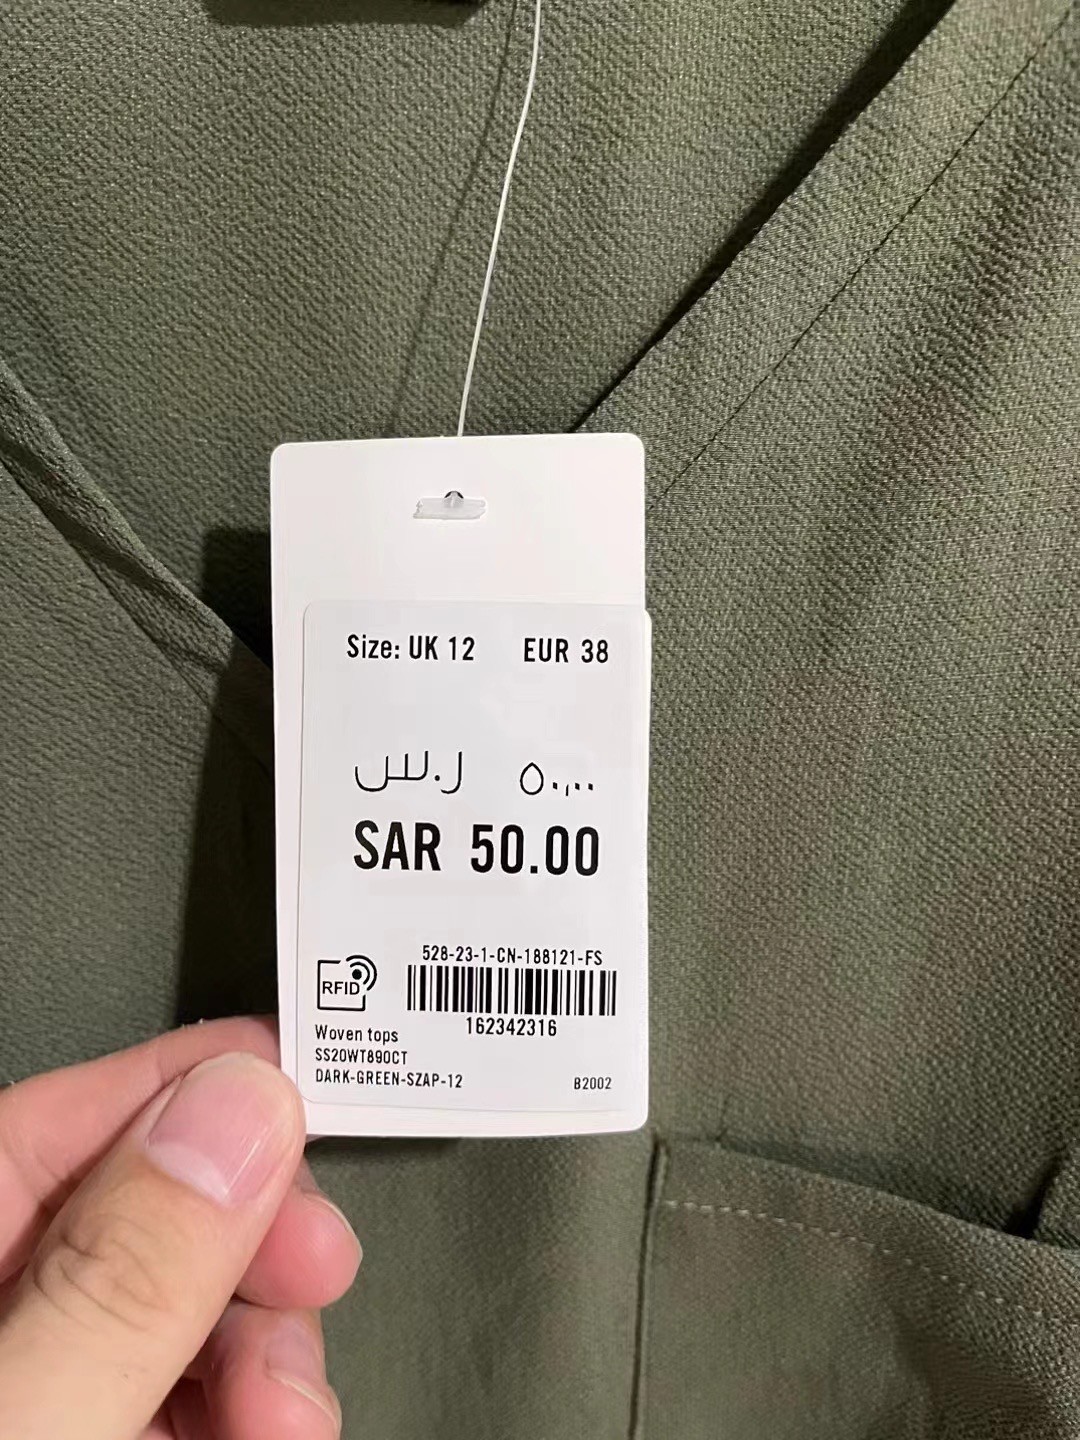 Size: UK 12 EUR 38
ر.س ٥٠,٠٠
SAR 50.00
528-23-1-CN-188121-FS
RFID
162342316
Woven tops
SS20WT890CT
DARK-GREEN-SZAP-12 B2002